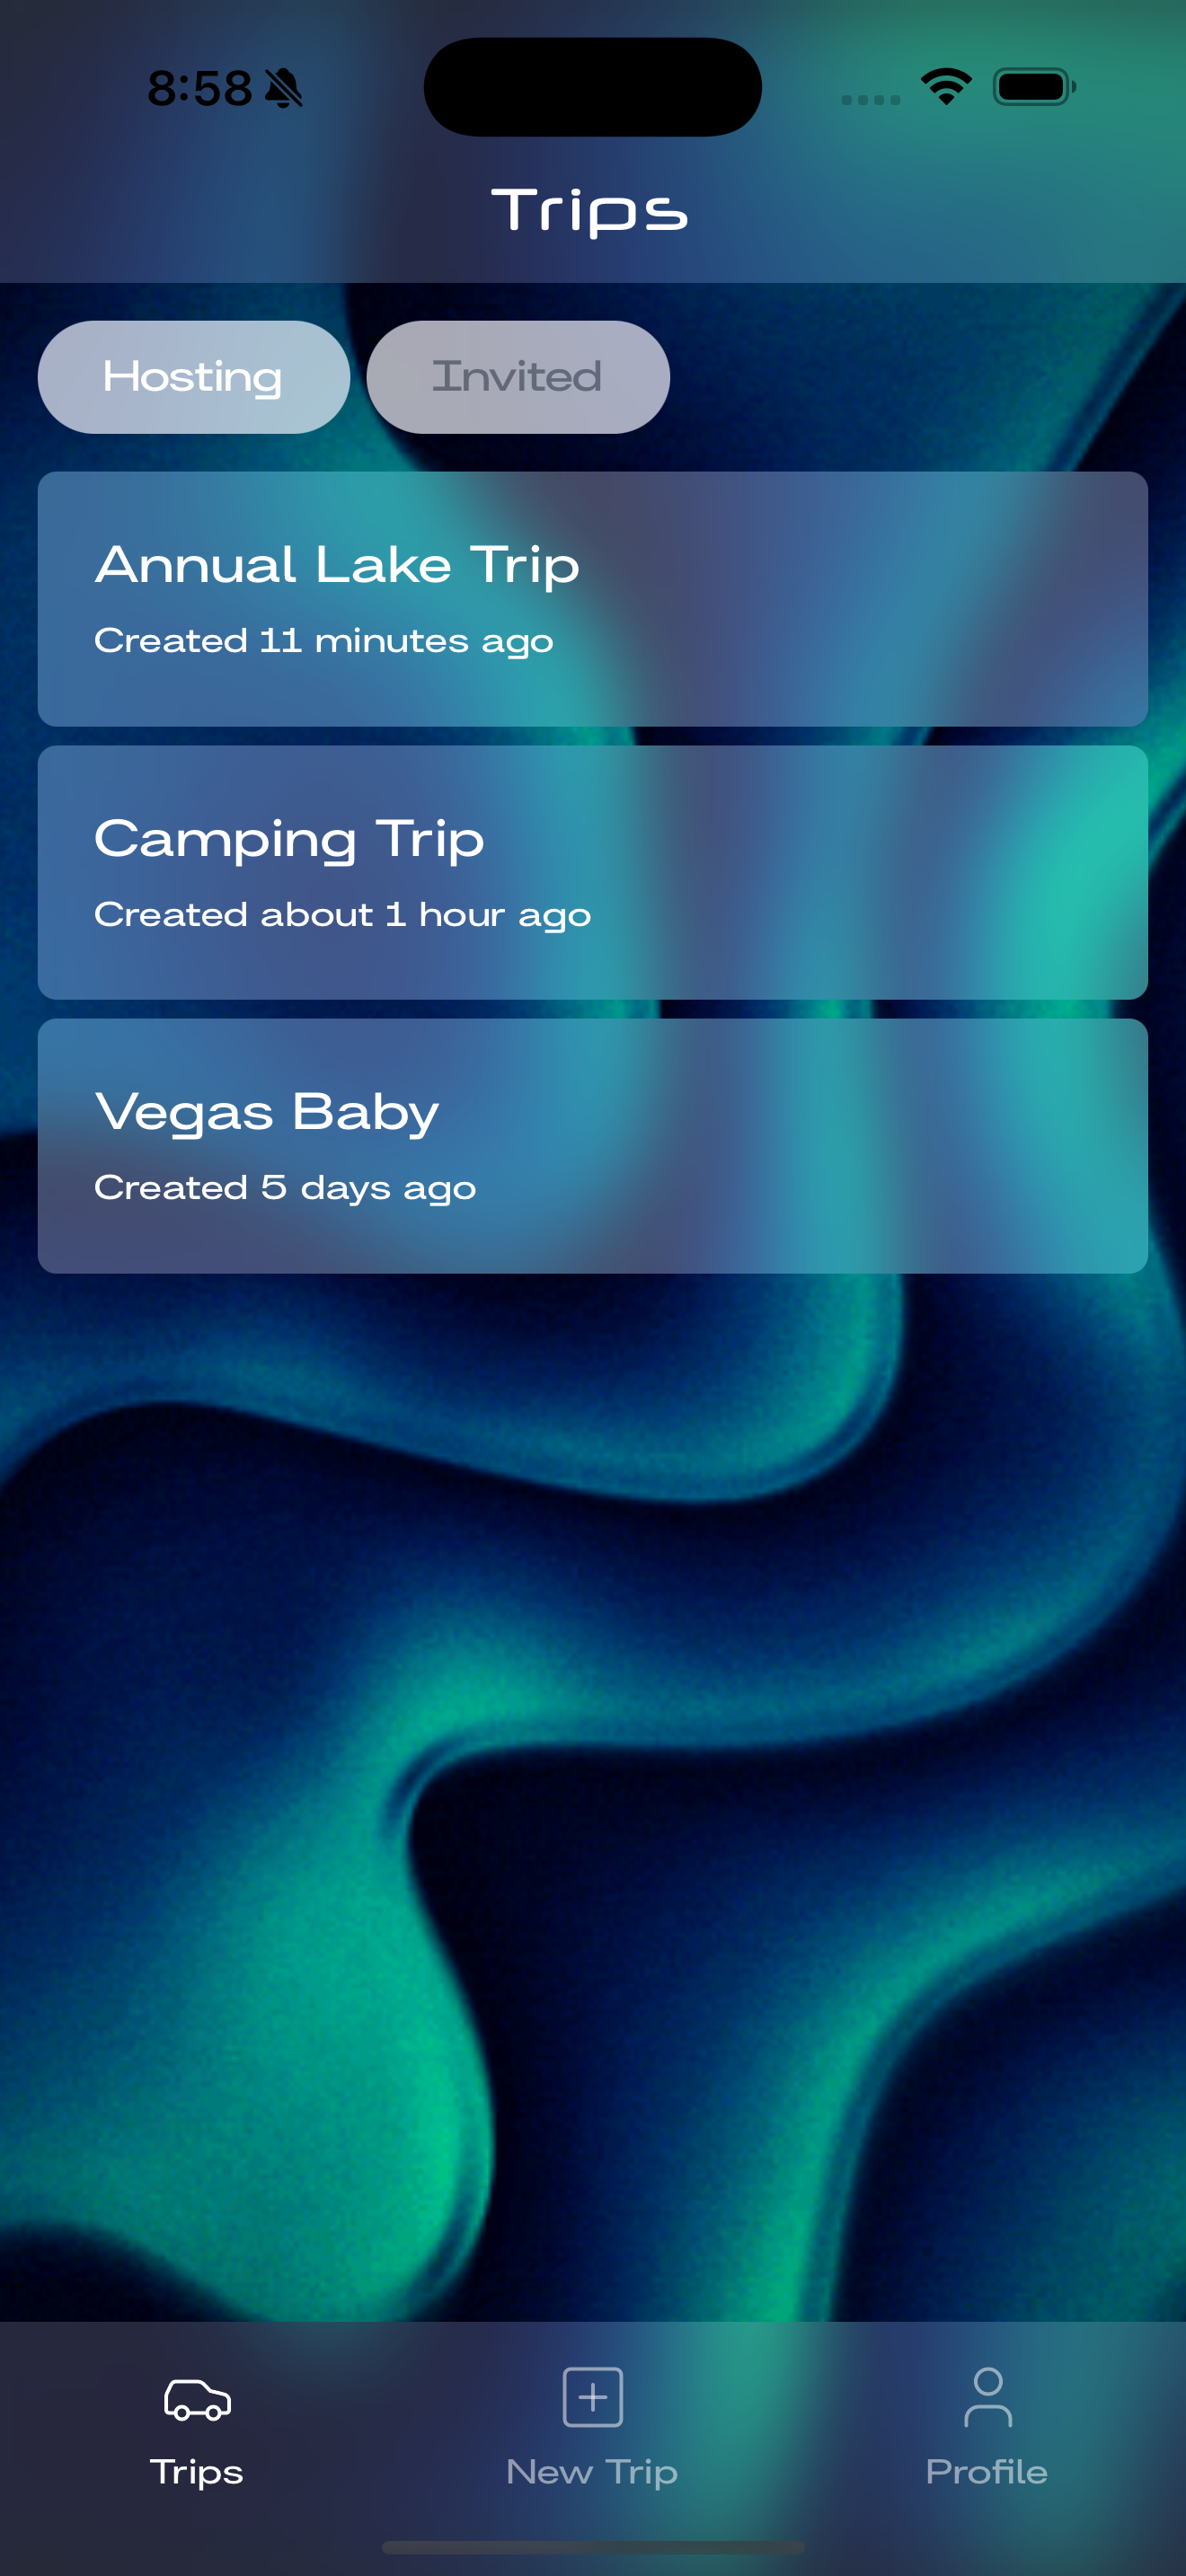 8:58
Trips
Hosting Invited
Annual Lake Trip
Created 11 minutes ago
Camping Trip
Created about 1 hour ago
Vegas Baby
Created 5 days ago
Trips New Trip Profile